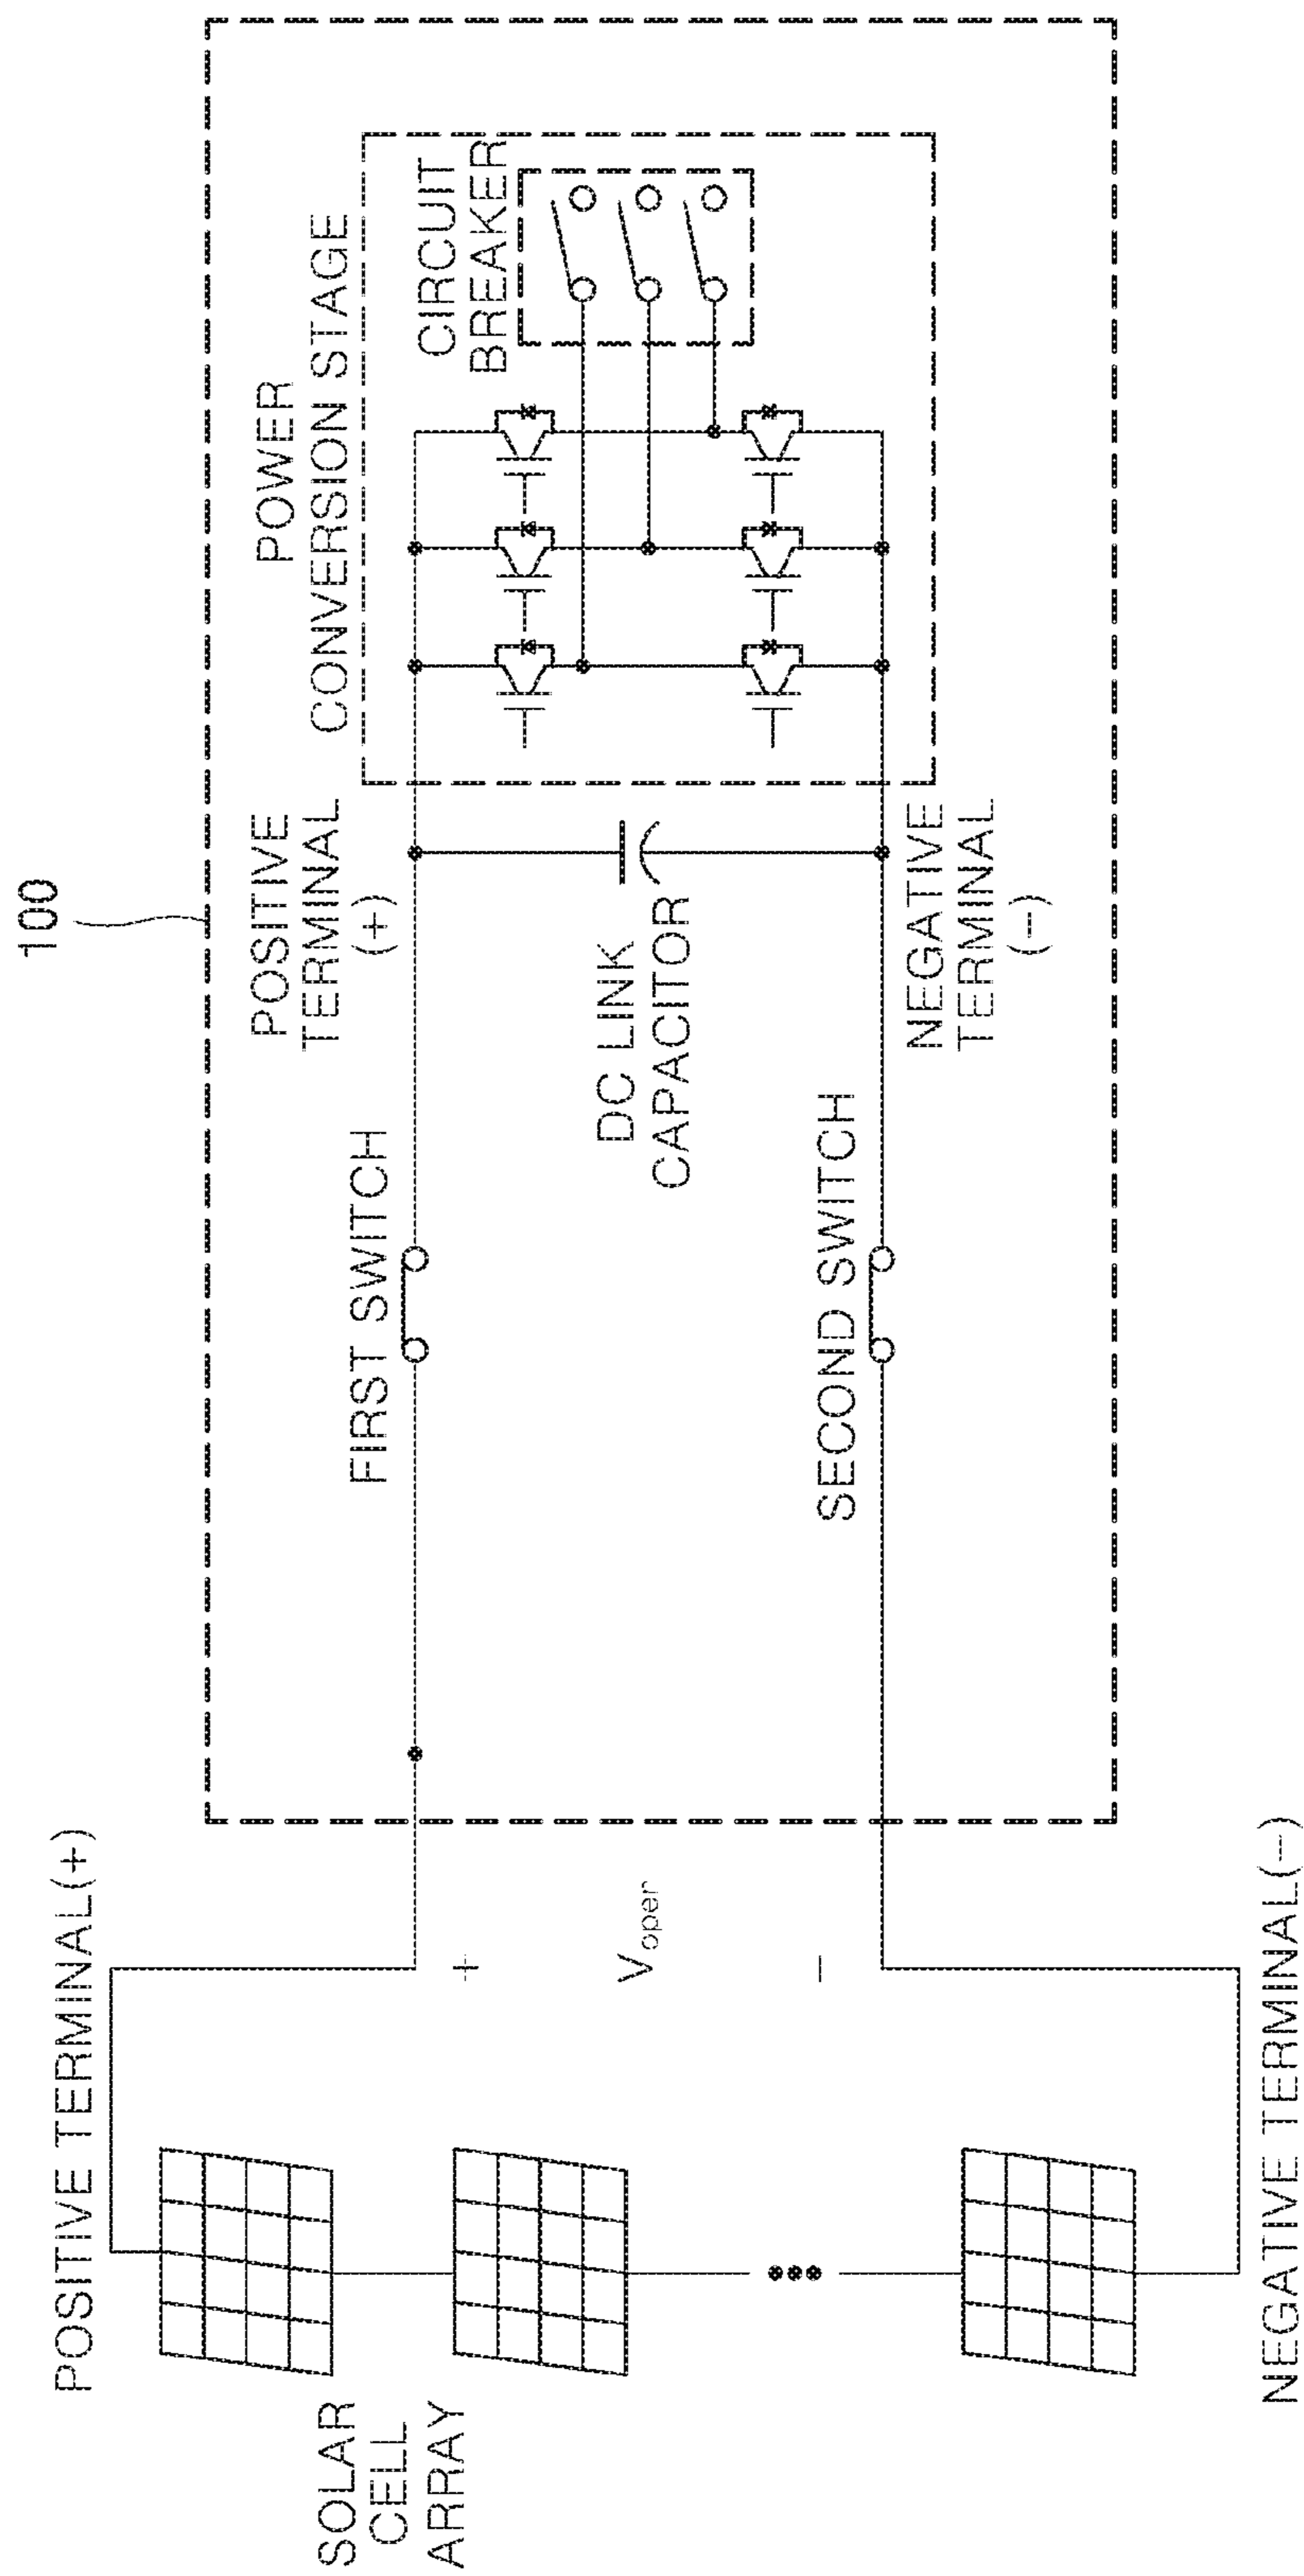 100
POWER
CONVERSION STAGE
CIRCUIT
BREAKER
POSITIVE
TERMINAL
(+)
DC LINK
CAPACITOR
NEGATIVE
TERMINAL
(−)
FIRST SWITCH
SECOND SWITCH
POSITIVE TERMINAL(+)
+
Voper
−
NEGATIVE TERMINAL(−)
SOLAR
CELL
ARRAY